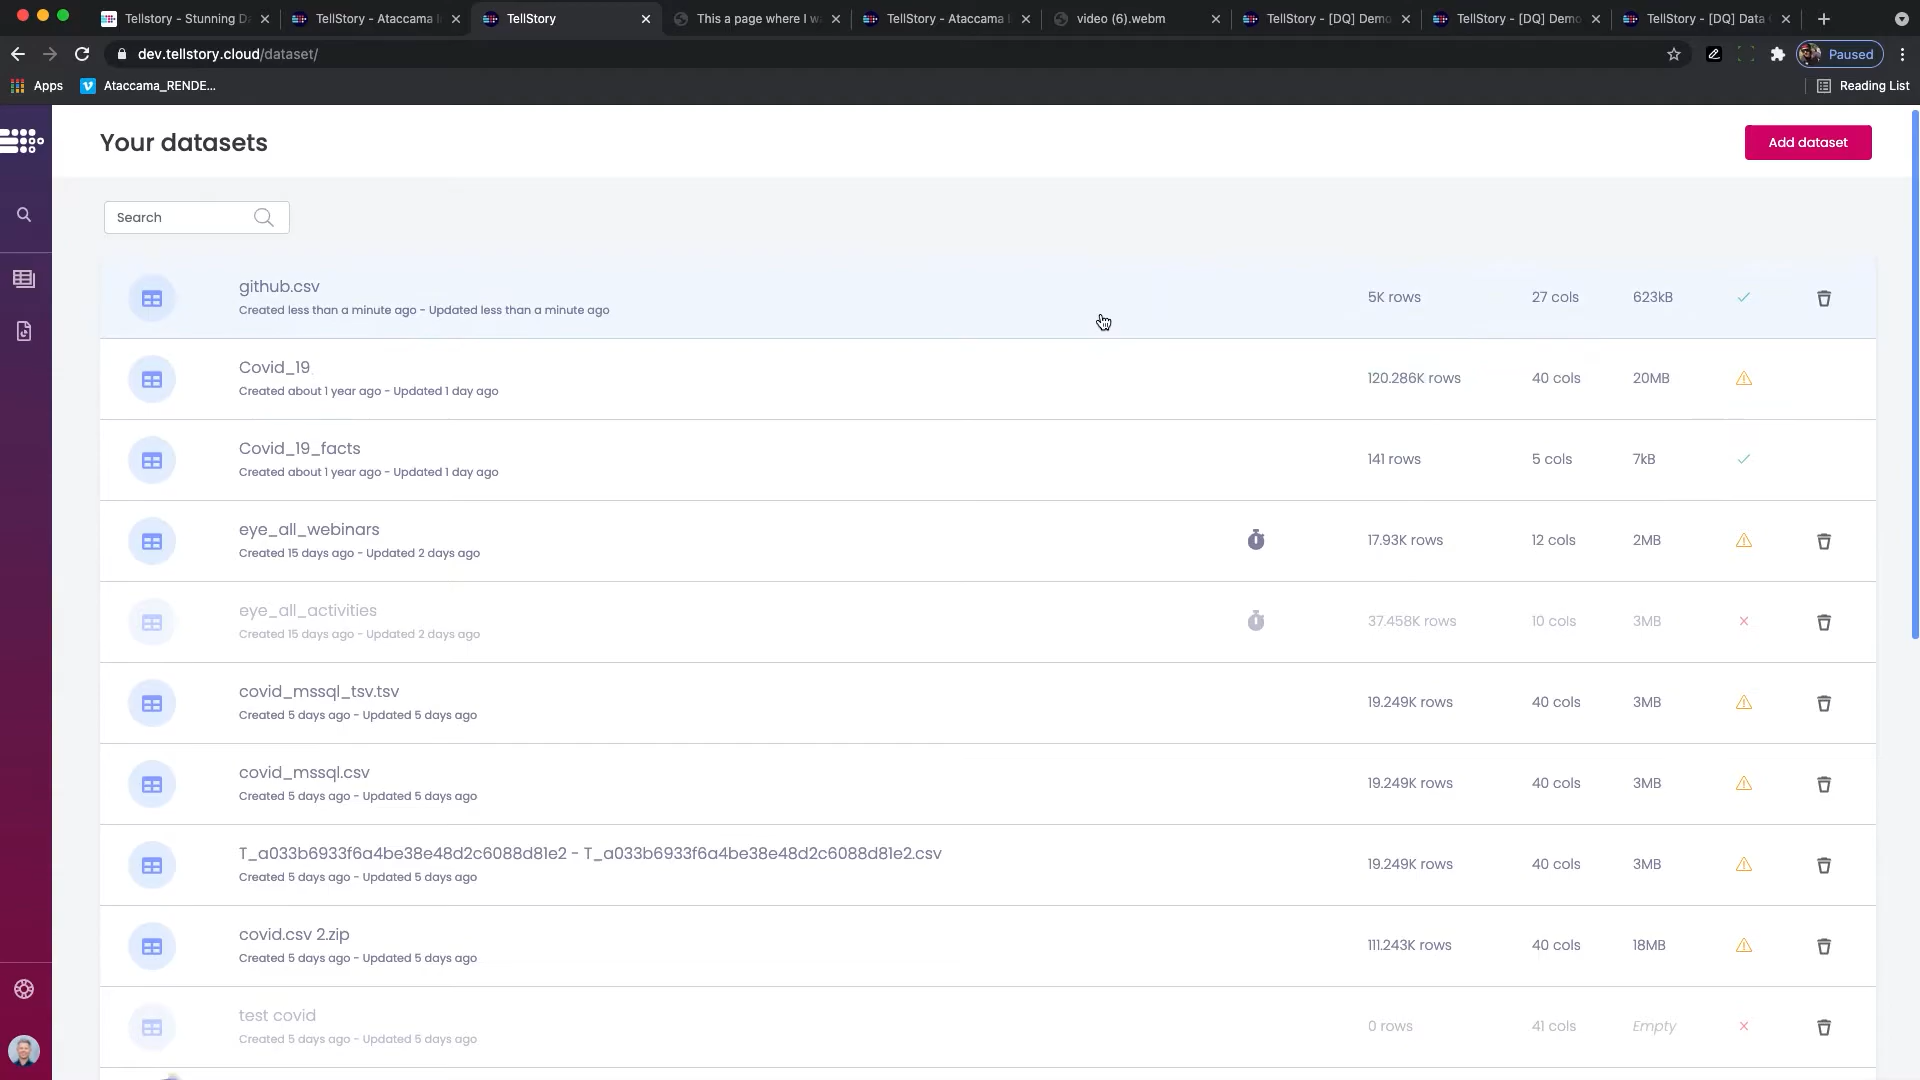 Tellstory - Stunning Da
TellStory - Ataccama I
TellStory
This a page where I wa
TellStory - Ataccama I
video (6).webm
TellStory - [DQ] Demo
TellStory - [DQ] Demo
TellStory - [DQ] Data
dev.tellstory.cloud/dataset/
Paused
Apps
Ataccama_RENDE...
Reading List
Your datasets
Add dataset
Search
github.csv
Created less than a minute ago - Updated less than a minute ago
5K rows
27 cols
623kB
Covid_19
Created about 1 year ago - Updated 1 day ago
120.286K rows
40 cols
20MB
Covid_19_facts
Created about 1 year ago - Updated 1 day ago
141 rows
5 cols
7kB
eye_all_webinars
Created 15 days ago - Updated 2 days ago
17.93K rows
12 cols
2MB
eye_all_activities
Created 15 days ago - Updated 2 days ago
37.458K rows
10 cols
3MB
covid_mssql_tsv.tsv
Created 5 days ago - Updated 5 days ago
19.249K rows
40 cols
3MB
covid_mssql.csv
Created 5 days ago - Updated 5 days ago
19.249K rows
40 cols
3MB
T_a033b6933f6a4be38e48d2c6088d81e2 - T_a033b6933f6a4be38e48d2c6088d81e2.csv
Created 5 days ago - Updated 5 days ago
19.249K rows
40 cols
3MB
covid.csv 2.zip
Created 5 days ago - Updated 5 days ago
111.243K rows
40 cols
18MB
test covid
Created 5 days ago - Updated 5 days ago
0 rows
41 cols
Empty